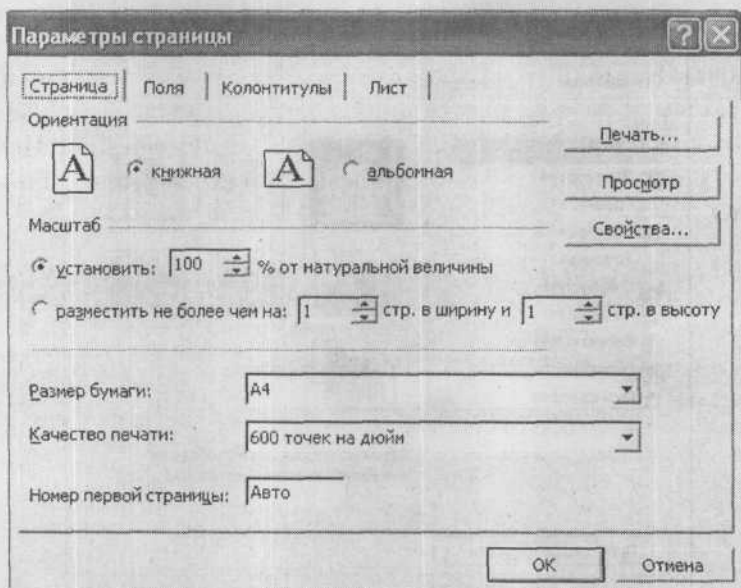 Параметры страницы
Страница Поля Колонтитулы Лист
Ориентация
Печать...
A книжная A альбомная
Просмотр
Масштаб
Свойства...
установить: 100 % от натуральной величины
разместить не более чем на: 1 стр. в ширину и 1 стр. в высоту
Размер бумаги: A4
Качество печати: 600 точек на дюйм
Номер первой страницы: Авто
OK Отмена